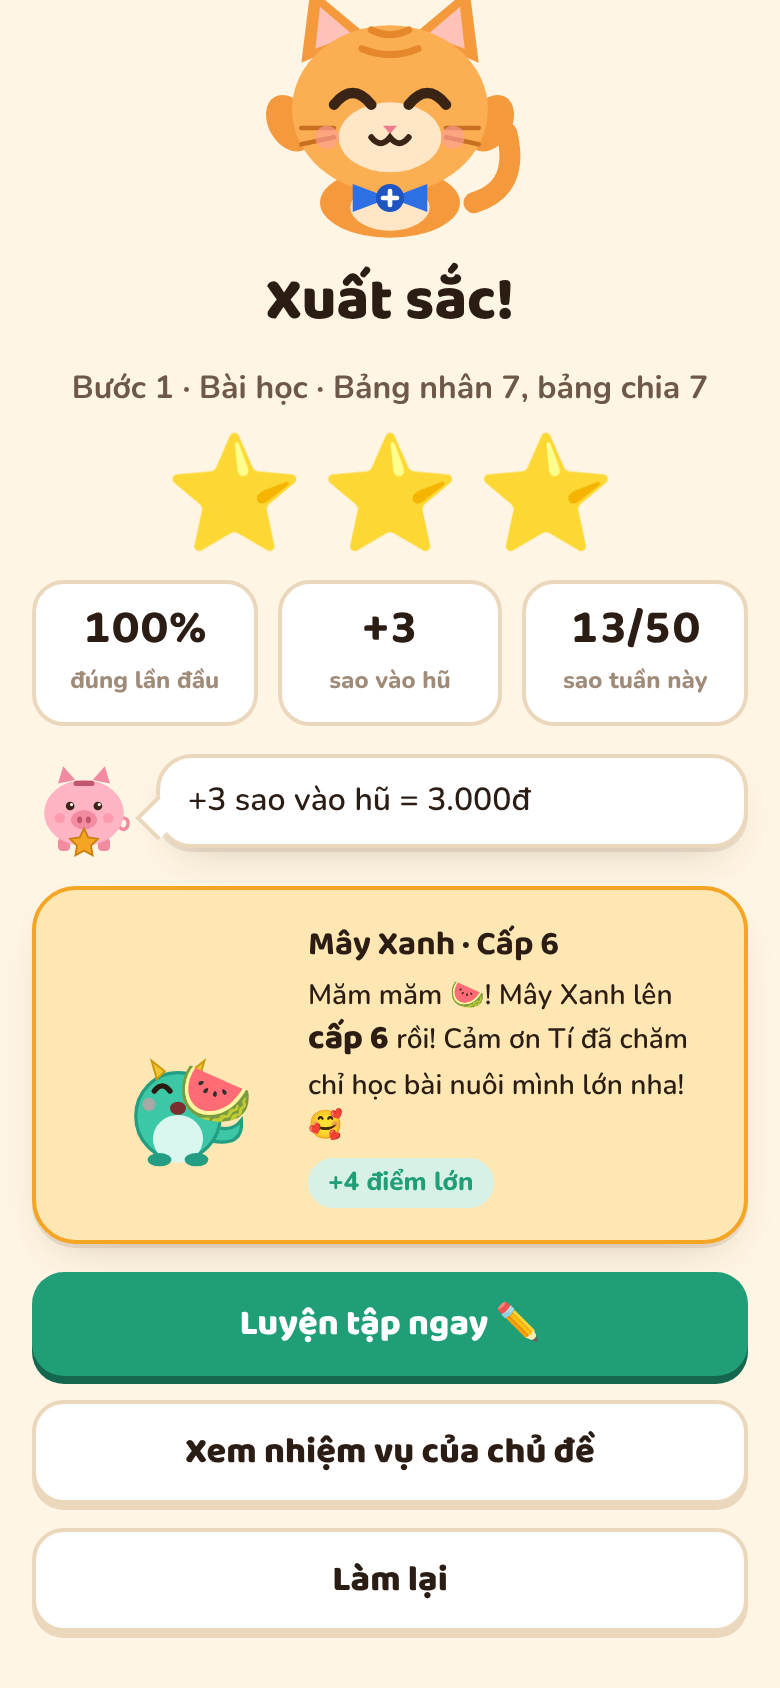 Xuất sắc!
Bước 1 · Bài học · Bảng nhân 7, bảng chia 7
100%
đúng lần đầu
+3
sao vào hũ
13/50
sao tuần này
+3 sao vào hũ = 3.000đ
Mây Xanh · Cấp 6
Măm măm 🍉! Mây Xanh lên
cấp 6 rồi! Cảm ơn Tí đã chăm
chỉ học bài nuôi mình lớn nha!
🥰
+4 điểm lớn
Luyện tập ngay ✏️
Xem nhiệm vụ của chủ đề
Làm lại